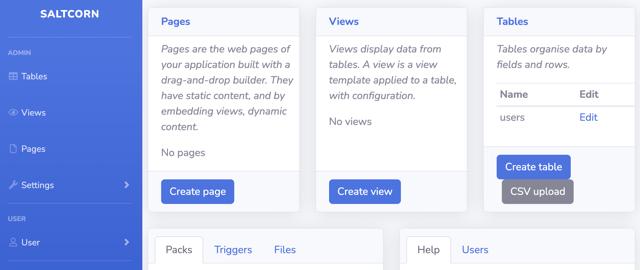 SALTCORN
ADMIN
Tables
Views
Pages
Settings
USER
User
Pages
Pages are the web pages of
your application built with a
drag-and-drop builder. They
have static content, and by
embedding views, dynamic
content.
No pages
Create page
Views
Views display data from
tables. A view is a view
template applied to a table,
with configuration.
No views
Create view
Tables
Tables organise data by
fields and rows.
Name Edit
users Edit
Create table
CSV upload
Packs Triggers Files
Help Users